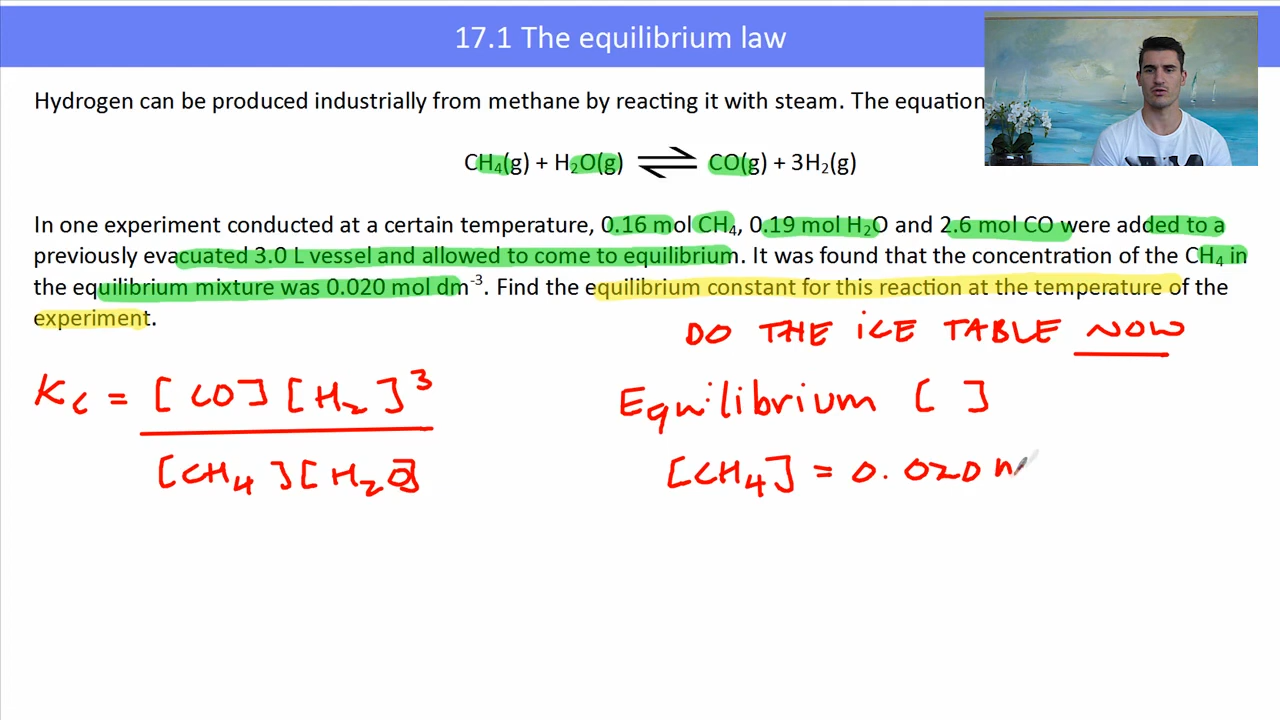 17.1 The equilibrium law
Hydrogen can be produced industrially from methane by reacting it with steam. The equation
CH₄(g) + H₂O(g) ⇌ CO(g) + 3H₂(g)
In one experiment conducted at a certain temperature, 0.16 mol CH₄, 0.19 mol H₂O and 2.6 mol CO were added to a
previously evacuated 3.0 L vessel and allowed to come to equilibrium. It was found that the concentration of the CH₄ in
the equilibrium mixture was 0.020 mol dm⁻³. Find the equilibrium constant for this reaction at the temperature of the
experiment.
DO THE ICE TABLE NOW
Kc = [CO][H₂]³
[CH₄][H₂O]
Equilibrium [ ]
[CH₄] = 0.020